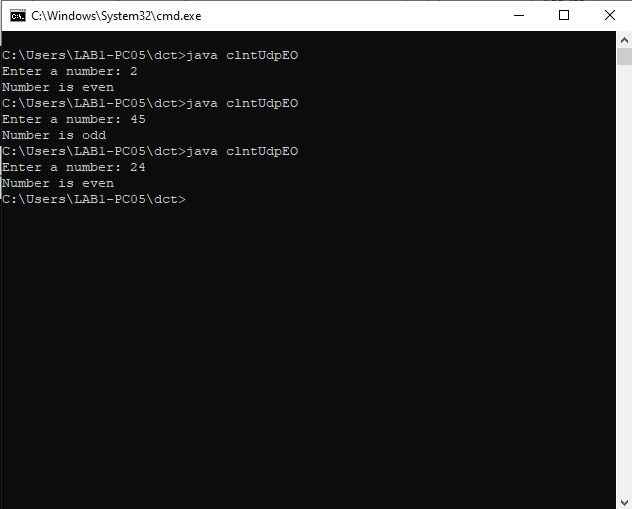 C:\Windows\System32\cmd.exe
C:\Users\LAB1-PC05\dct>java clntUdpEO
Enter a number: 2
Number is even
C:\Users\LAB1-PC05\dct>java clntUdpEO
Enter a number: 45
Number is odd
C:\Users\LAB1-PC05\dct>java clntUdpEO
Enter a number: 24
Number is even
C:\Users\LAB1-PC05\dct>